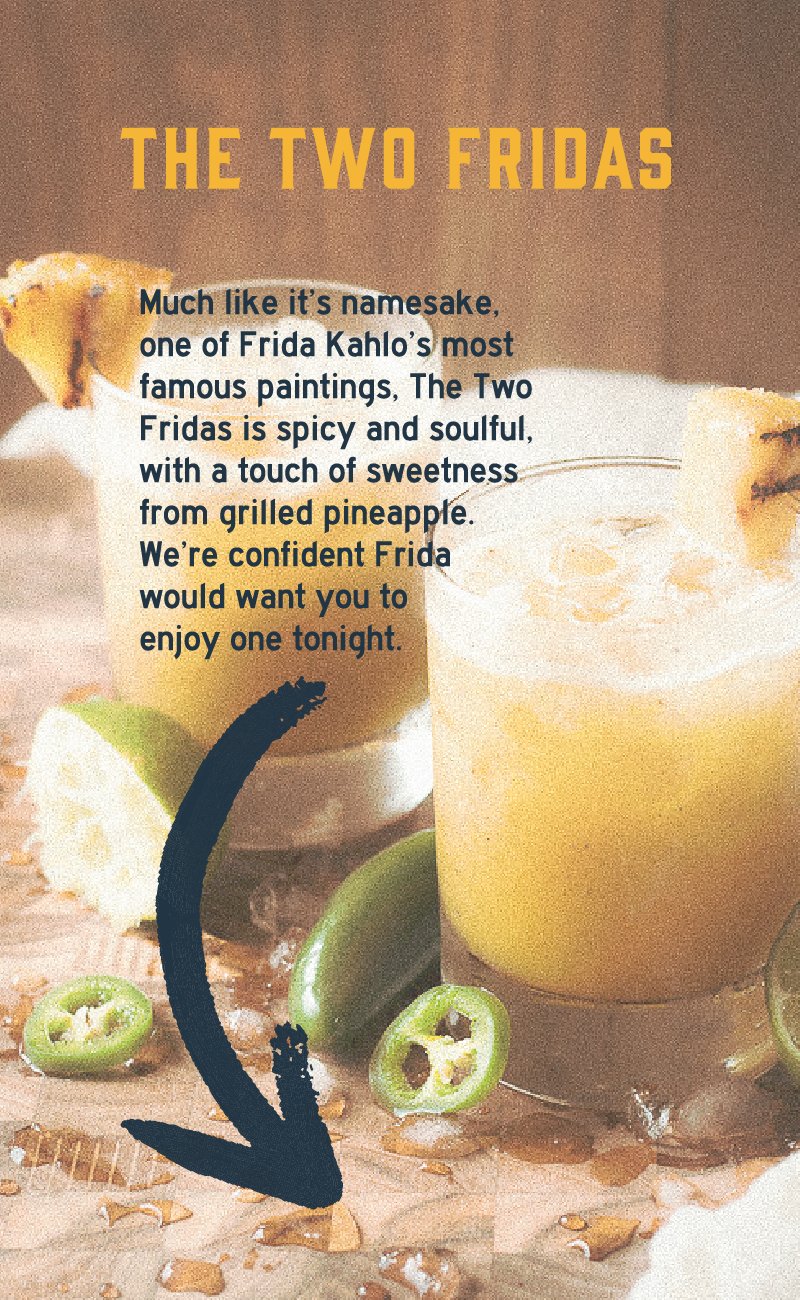 THE TWO FRIDAS
Much like it's namesake,
one of Frida Kahlo's most
famous paintings, The Two
Fridas is spicy and soulful,
with a touch of sweetness
from grilled pineapple.
We're confident Frida
would want you to
enjoy one tonight.